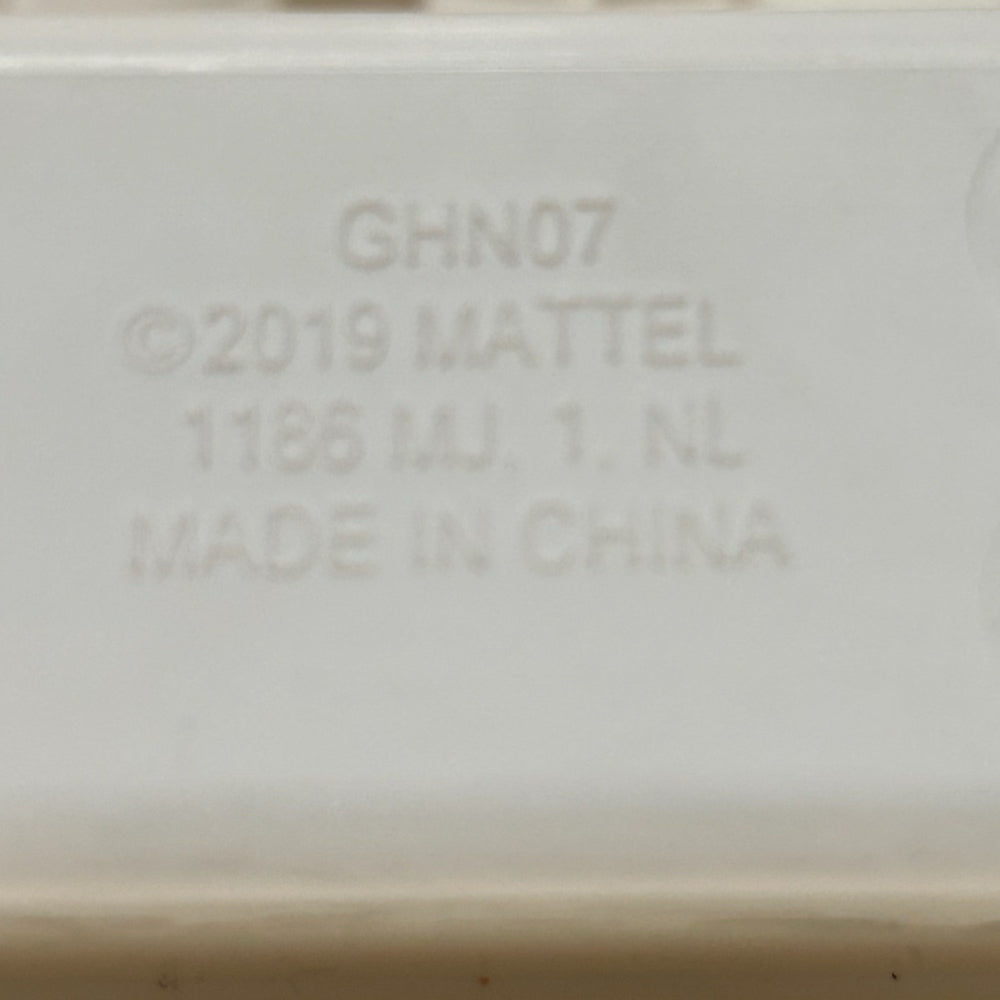 GHN07
©2019 MATTEL
1186 MJ, 1, NL
MADE IN CHINA